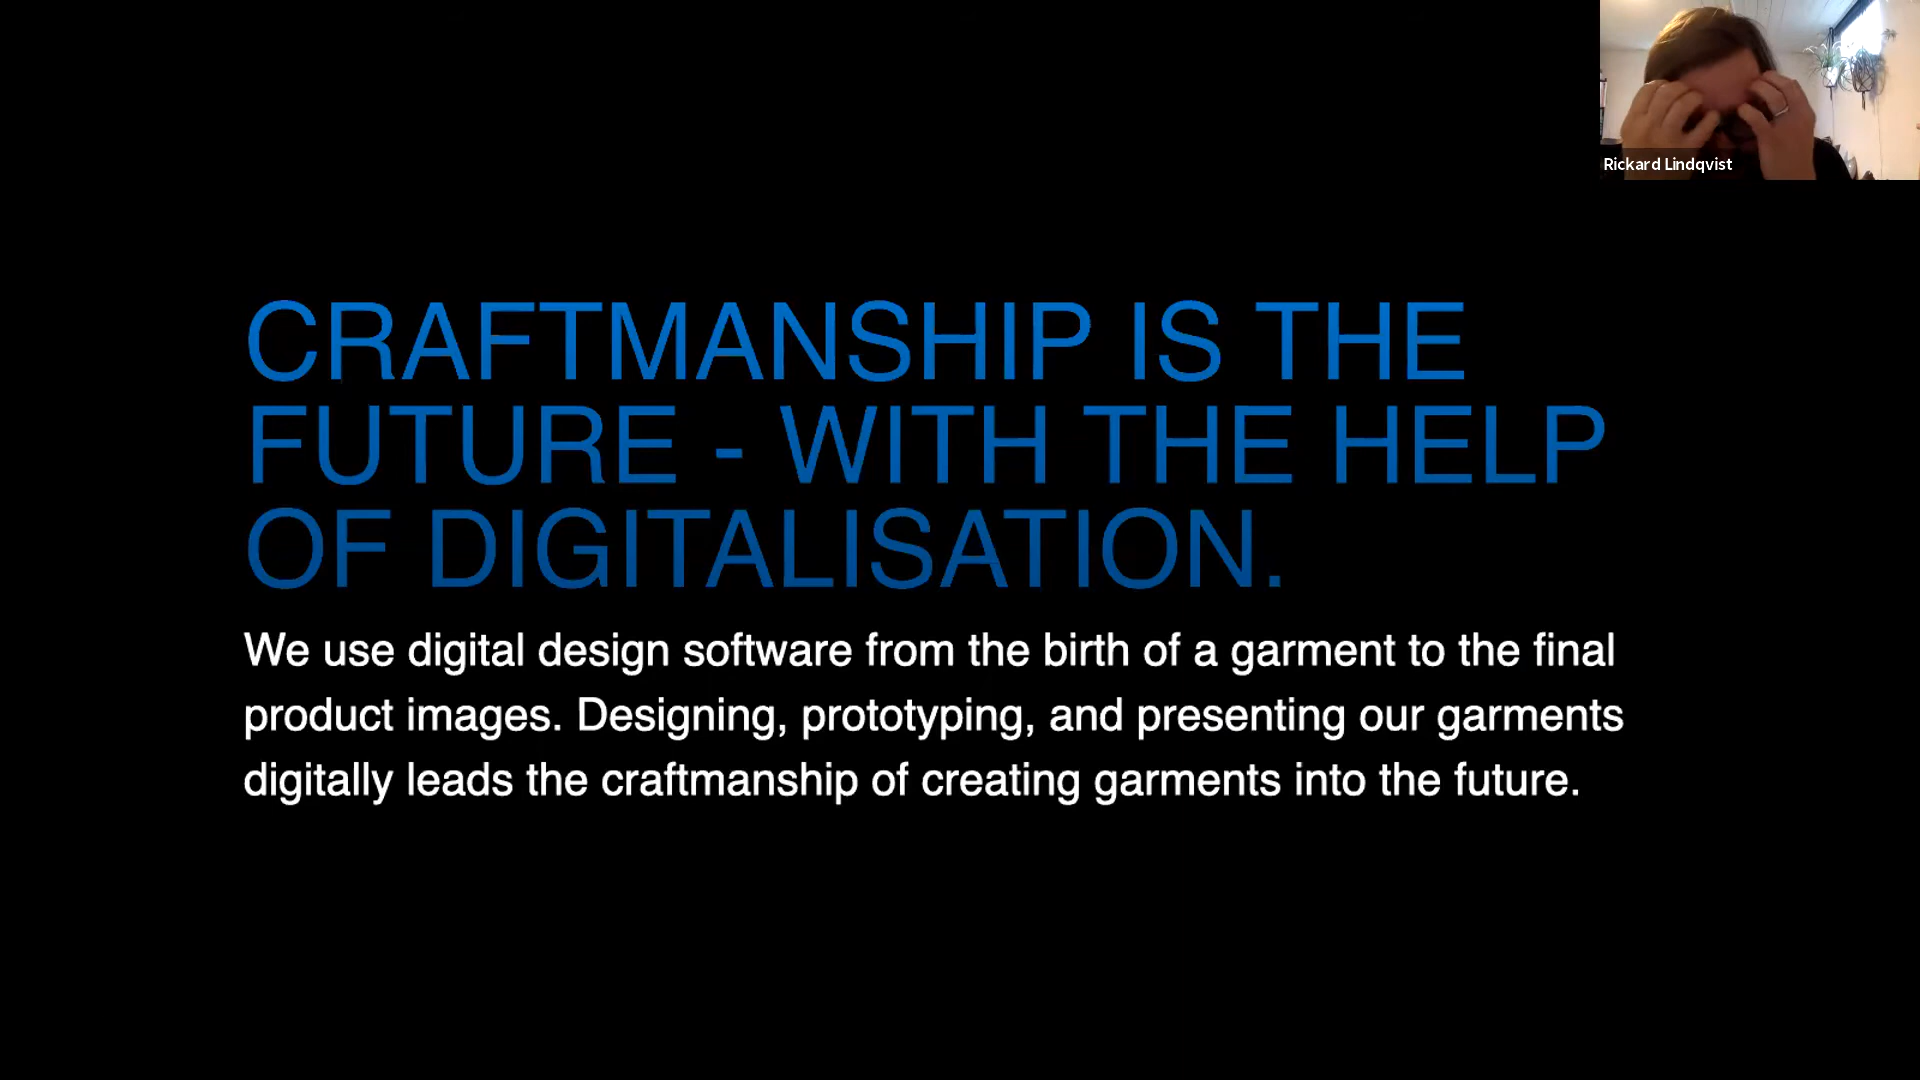 Rickard Lindqvist
CRAFTMANSHIP IS THE
FUTURE - WITH THE HELP
OF DIGITALISATION.
We use digital design software from the birth of a garment to the final
product images. Designing, prototyping, and presenting our garments
digitally leads the craftmanship of creating garments into the future.